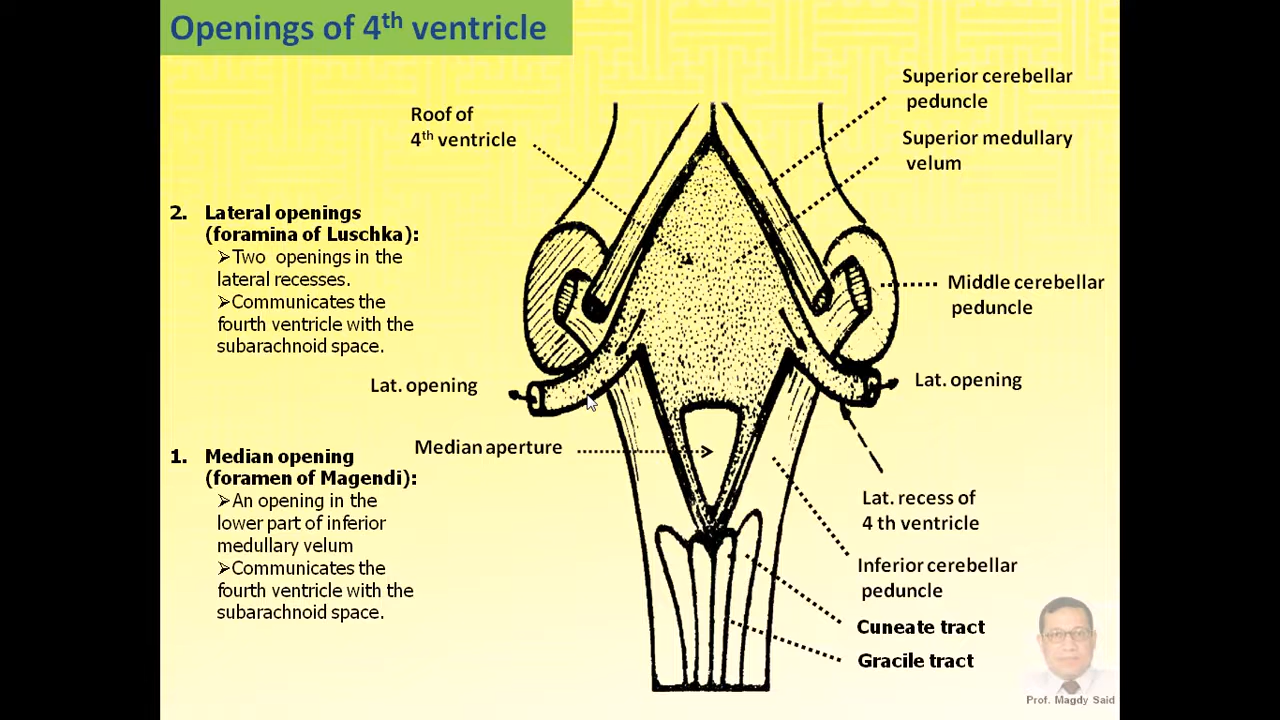 Openings of 4th ventricle
Superior cerebellar
peduncle
Roof of
4th ventricle
Superior medullary
velum
2. Lateral openings
(foramina of Luschka):
➢Two openings in the
lateral recesses.
➢Communicates the
fourth ventricle with the
subarachnoid space.
Middle cerebellar
peduncle
Lat. opening
Lat. opening
1. Median opening
(foramen of Magendi):
➢An opening in the
lower part of inferior
medullary velum
➢Communicates the
fourth ventricle with the
subarachnoid space.
Median aperture
Lat. recess of
4 th ventricle
Inferior cerebellar
peduncle
Cuneate tract
Gracile tract
Prof. Magdy Said